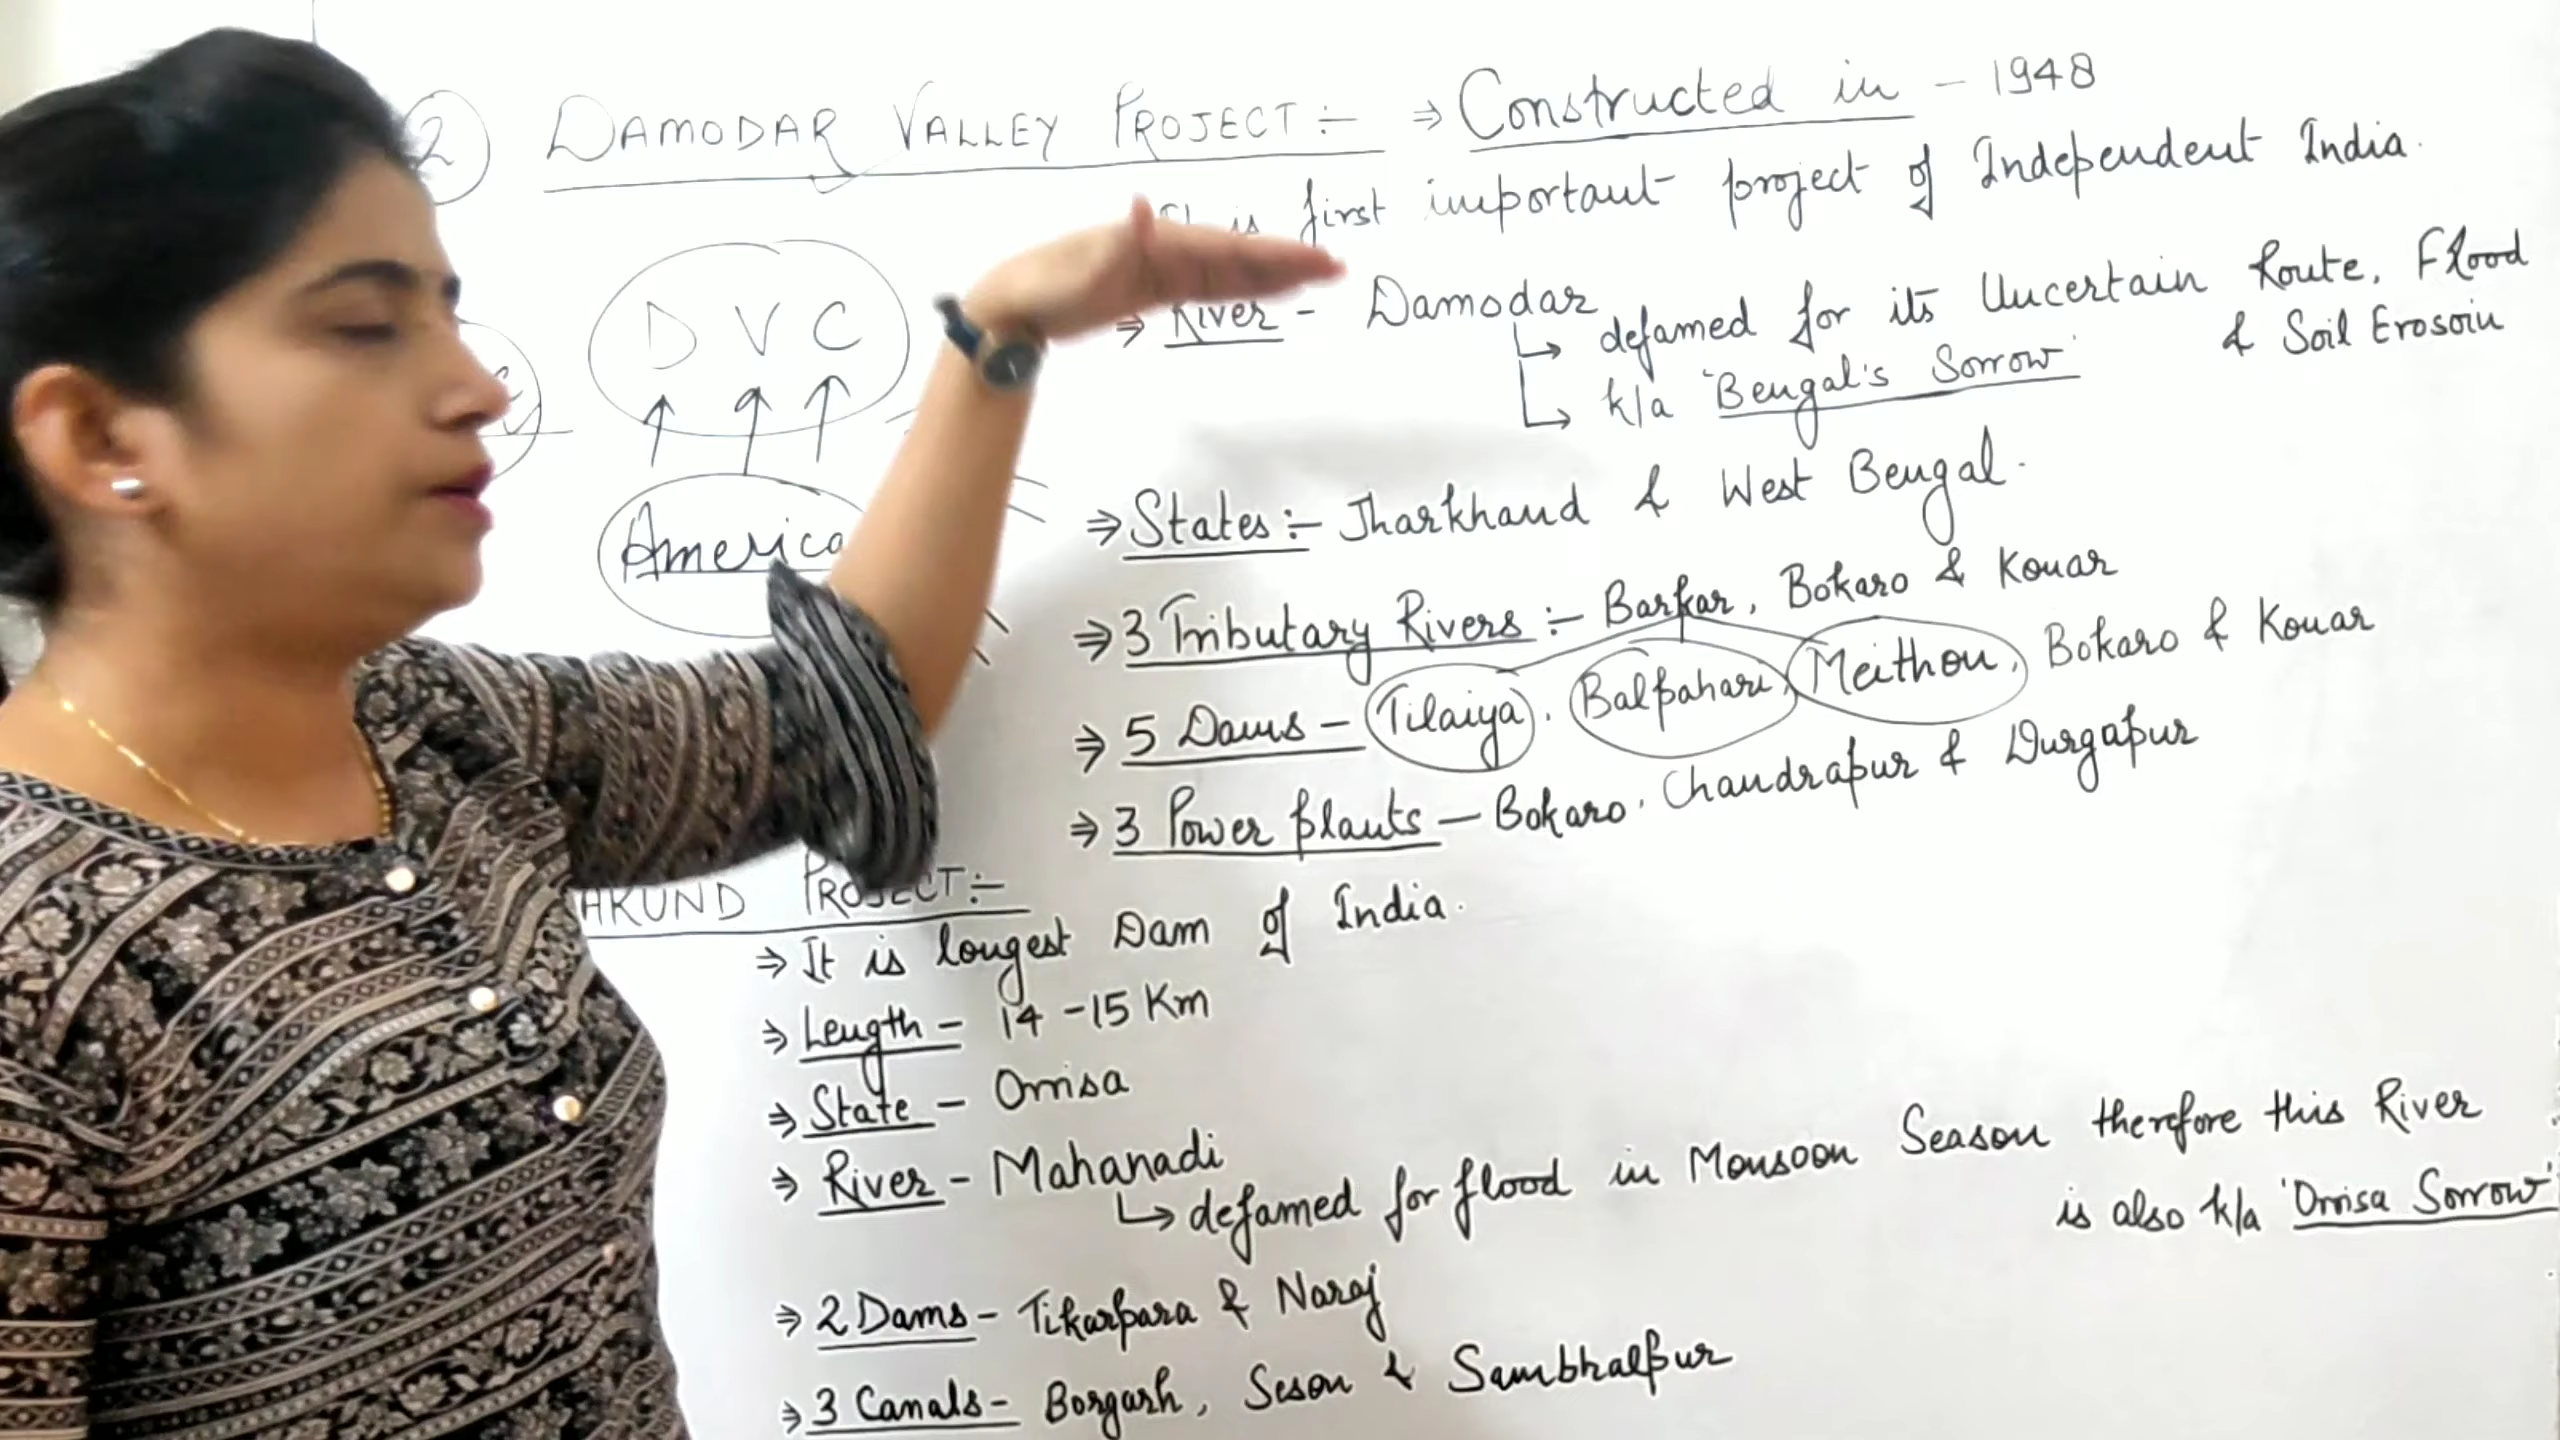 2 DAMODAR VALLEY PROJECT:- ⇒ Constructed in - 1948
is first important project of Independent India.
D V C
America
⇒ River - Damodar
↳ defamed for its Uncertain Route, Flood
& Soil Erosoin
↳ k/a 'Bengal's Sorrow'
⇒ States:- Jharkhand & West Bengal.
⇒ 3 Tributary Rivers:- Barkar, Bokaro & Konar
⇒ 5 Dams - Tilaiya, Balpahari, Meithon, Bokaro & Konar
⇒ 3 Power plants - Bokaro, Chandrapur & Durgapur
AKUND PROJECT:-
⇒ It is longest Dam of India.
⇒ Length - 14 - 15 Km
⇒ State - Orrisa
⇒ River - Mahanadi
↳ defamed for flood in Monsoon Season therefore this River
is also k/a 'Orrisa Sorrow'
⇒ 2 Dams - Tikarpara & Naraj
⇒ 3 Canals - Borgarh, Seson & Sambhalpur